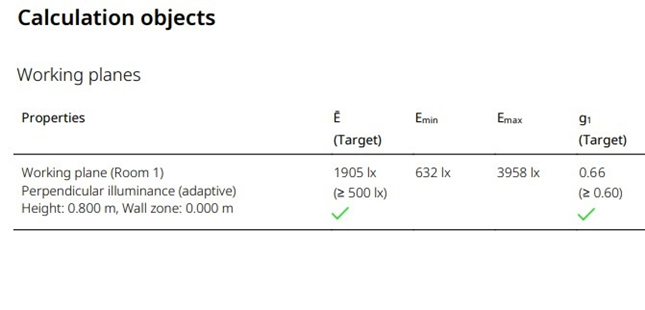 Calculation objects
Working planes
Properties Ē Emin Emax g1
(Target) (Target)
Working plane (Room 1) 1905 lx 632 lx 3958 lx 0.66
Perpendicular illuminance (adaptive) (≥ 500 lx) (≥ 0.60)
Height: 0.800 m, Wall zone: 0.000 m ✓ ✓